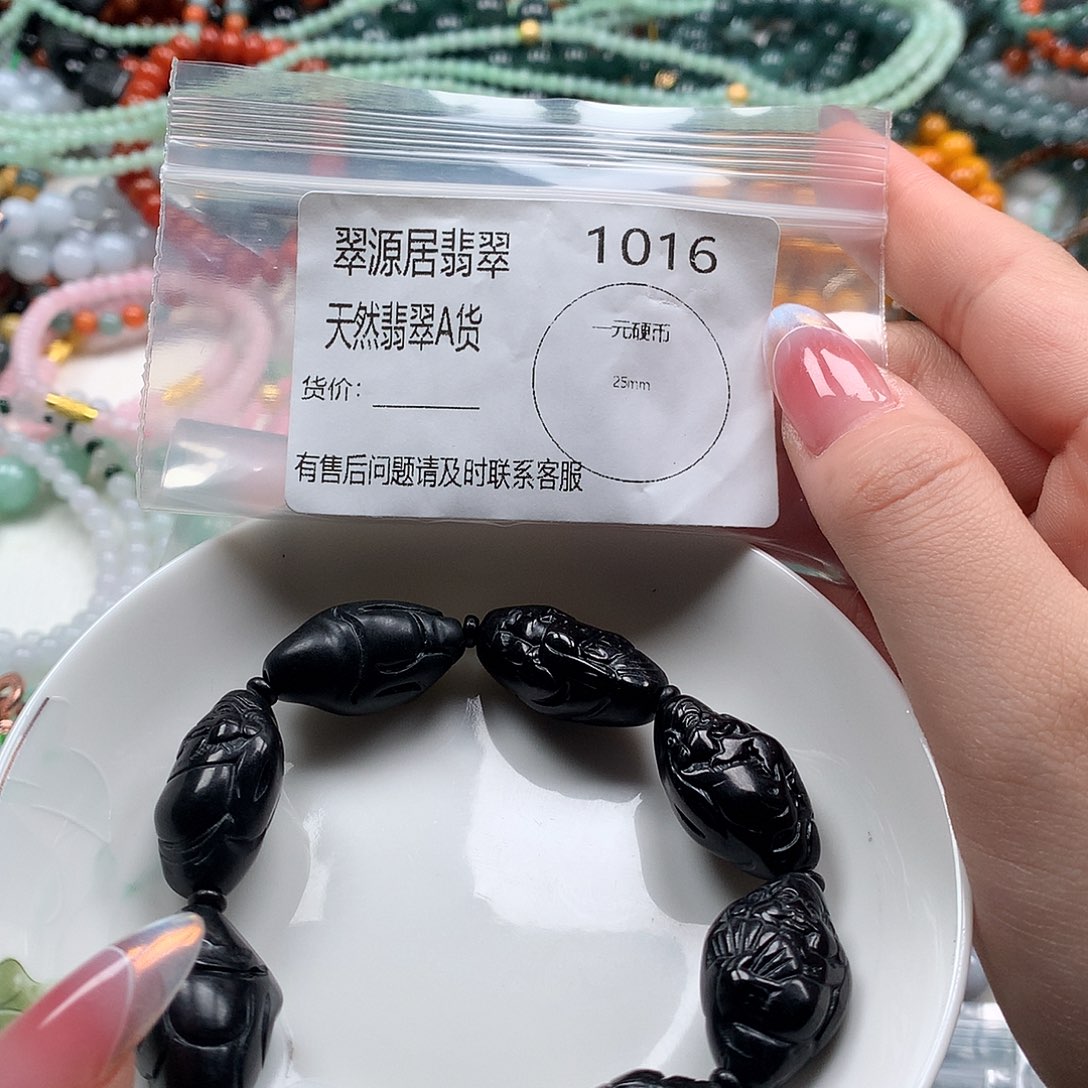 翠源居翡翠 1016
天然翡翠A货
一元硬币
25mm
货价：
有售后问题请及时联系客服